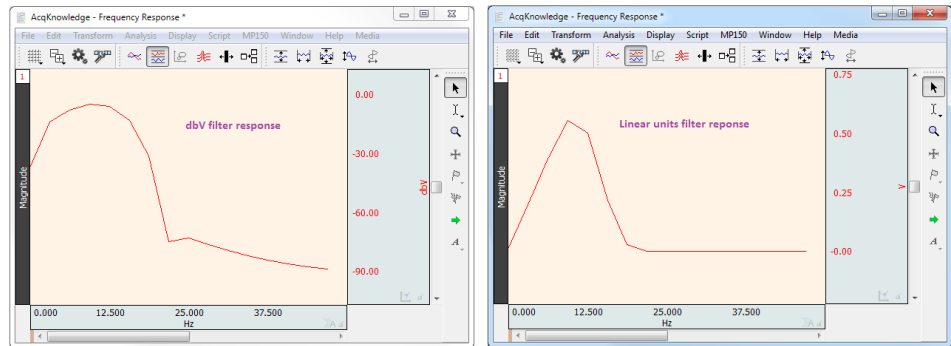 AcqKnowledge - Frequency Response *
File Edit Transform Analysis Display Script MP150 Window Help Media
1
0.00
dbV filter response
-30.00
Magnitude
dbV
-60.00
-90.00
0.000 12.500 25.000 37.500
Hz
AcqKnowledge - Frequency Response *
File Edit Transform Analysis Display Script MP150 Window Help Media
1
0.75
Linear units filter reponse
0.50
Magnitude
0.25
V
-0.00
0.000 12.500 25.000 37.500
Hz